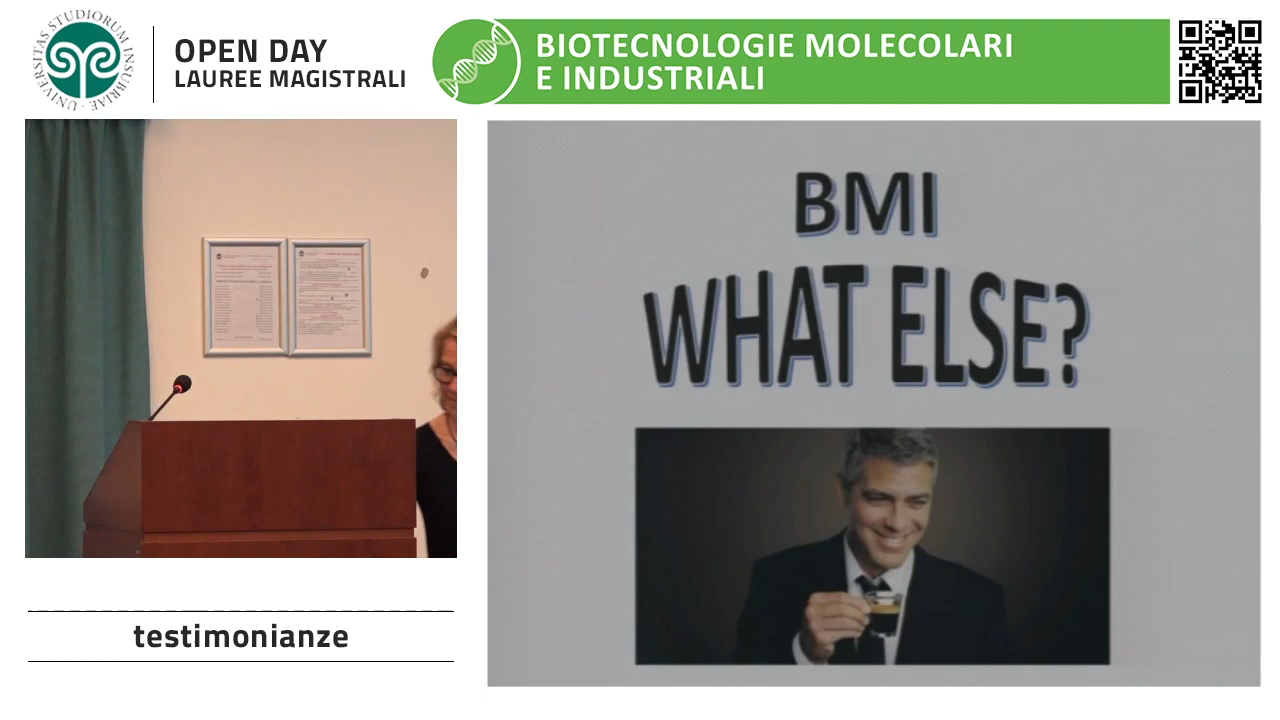 UNIVERSITAS STUDIORUM INSUBRIAE
OPEN DAY
LAUREE MAGISTRALI
BIOTECNOLOGIE MOLECOLARI
E INDUSTRIALI
BMI
WHAT ELSE?
testimonianze